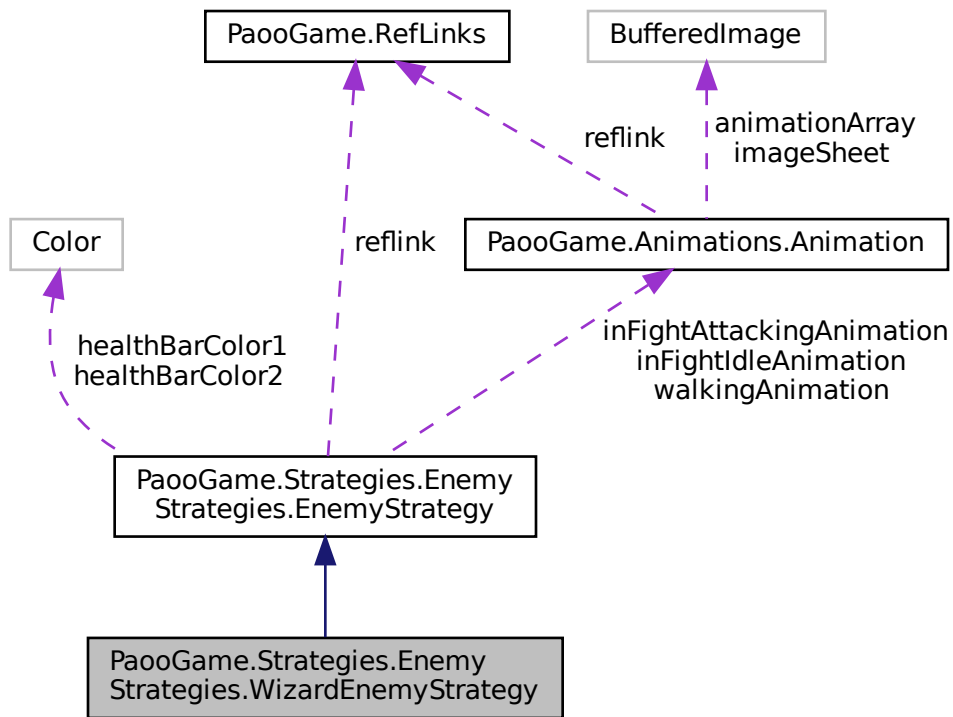 PaooGame.RefLinks
BufferedImage
animationArray
imageSheet
reflink
Color
reflink
PaooGame.Animations.Animation
healthBarColor1
healthBarColor2
inFightAttackingAnimation
inFightIdleAnimation
walkingAnimation
PaooGame.Strategies.Enemy
Strategies.EnemyStrategy
PaooGame.Strategies.Enemy
Strategies.WizardEnemyStrategy